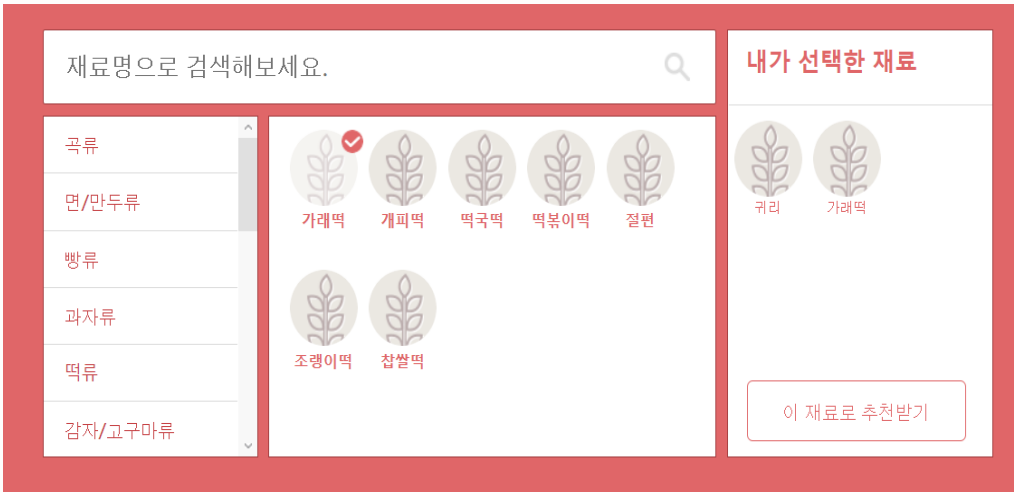 재료명으로 검색해보세요.
내가 선택한 재료
곡류
면/만두류
빵류
과자류
떡류
감자/고구마류
가래떡 개피떡 떡국떡 떡볶이떡 절편
조랭이떡 찹쌀떡
귀리 가래떡
이 재료로 추천받기